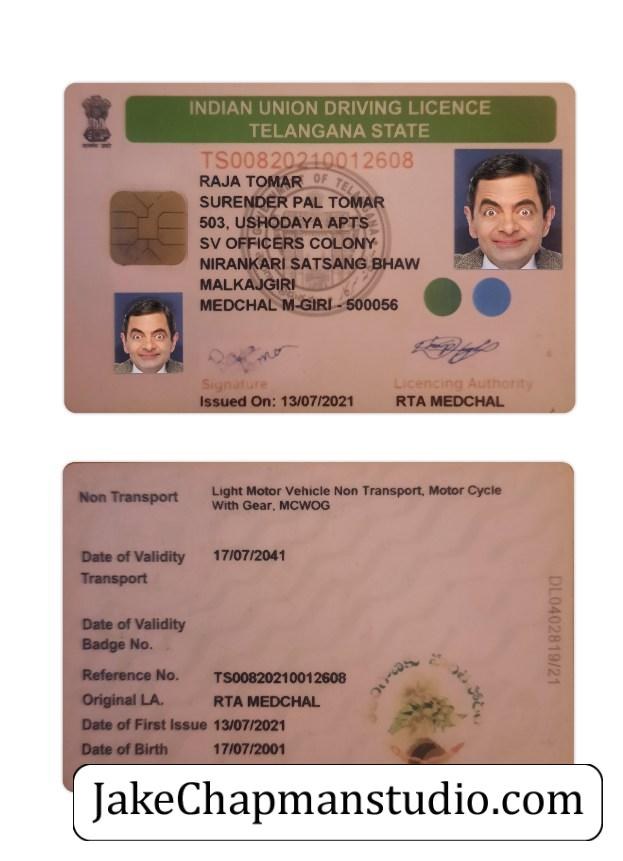 INDIAN UNION DRIVING LICENCE
TELANGANA STATE
TS00820210012608
RAJA TOMAR
SURENDER PAL TOMAR
503, USHODAYA APTS
SV OFFICERS COLONY
NIRANKARI SATSANG BHAW
MALKAJGIRI
MEDCHAL M-GIRI - 500056
OF TELANGANA
Signature
Licencing Authority
Issued On: 13/07/2021 RTA MEDCHAL
Non Transport Light Motor Vehicle Non Transport, Motor Cycle
With Gear, MCWOG
Date of Validity 17/07/2041
Transport
Date of Validity
Badge No.
Reference No. TS00820210012608
Original LA. RTA MEDCHAL
Date of First Issue 13/07/2021
Date of Birth 17/07/2001
DL0402819/21
JakeChapmanstudio.com